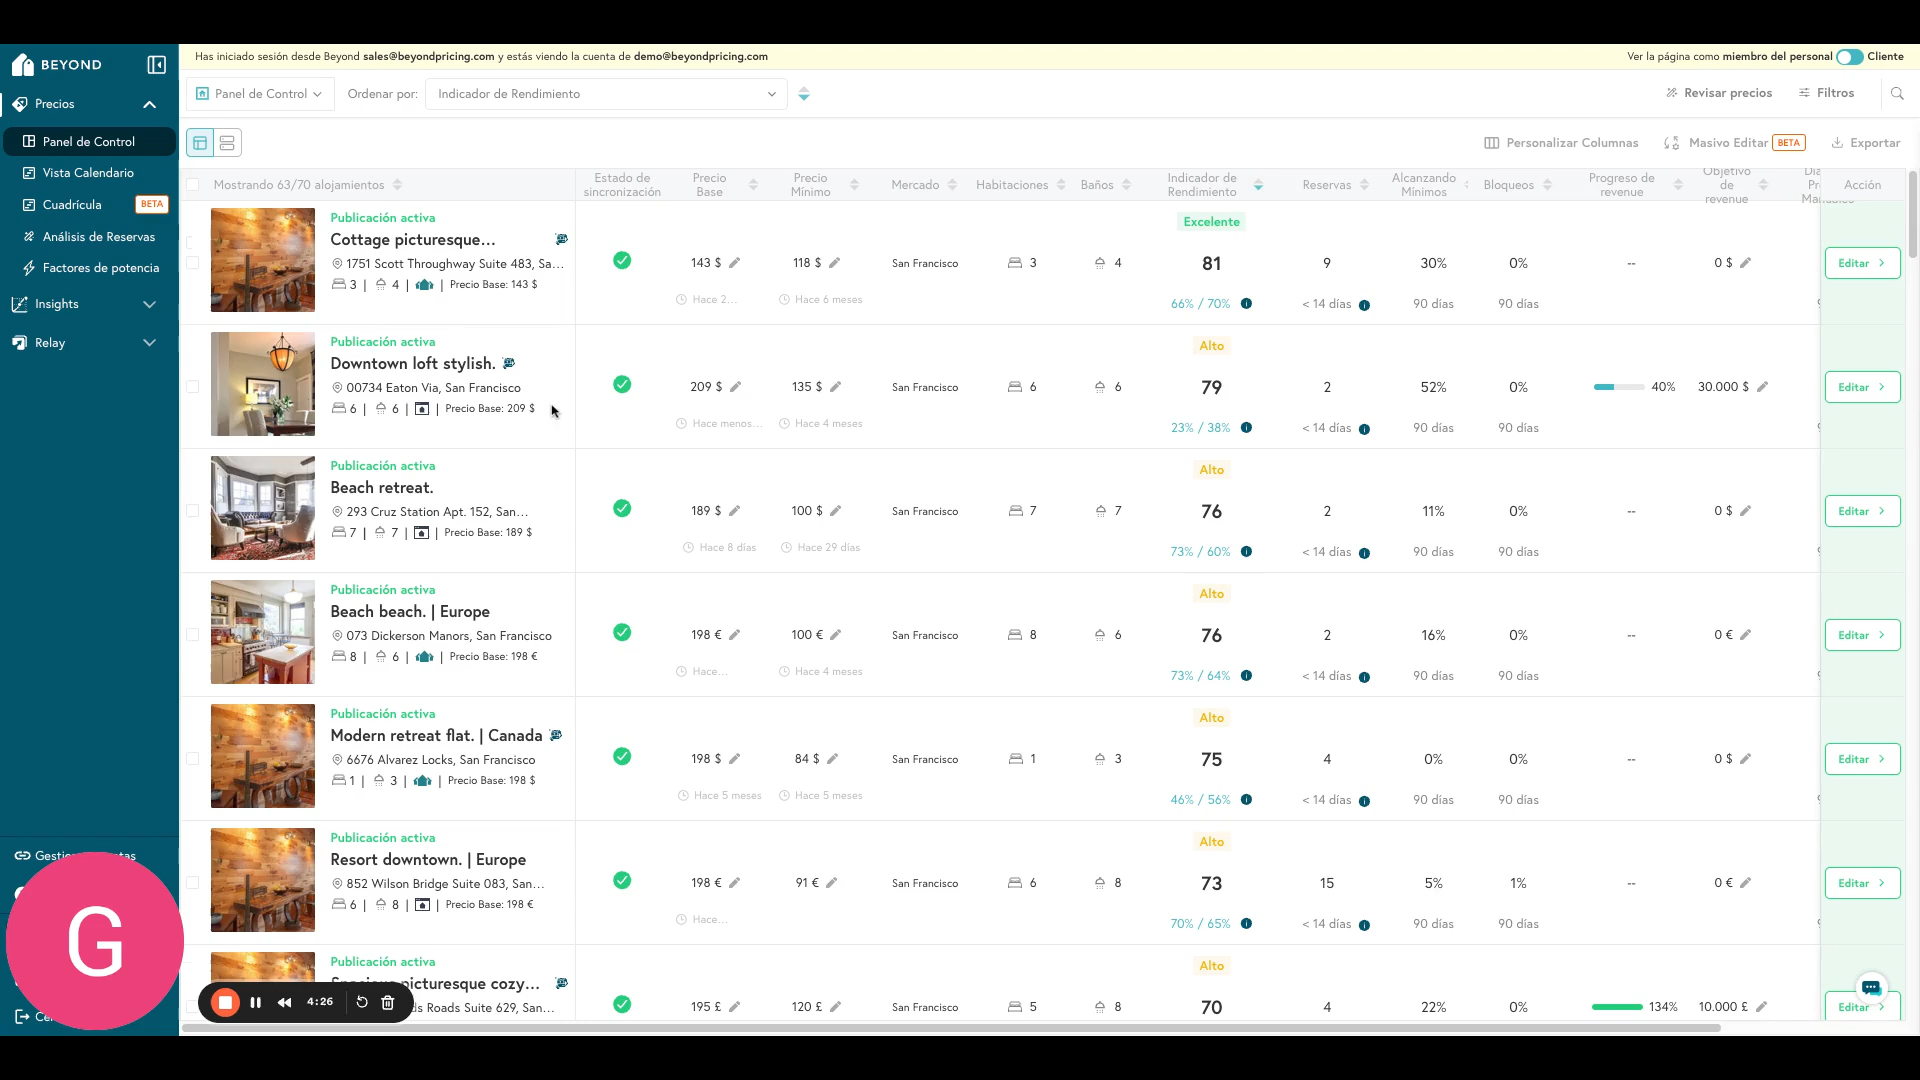 Has iniciado sesión desde Beyond sales@beyondpricing.com y estás viendo la cuenta de demo@beyondpricing.com
Ver la página como miembro del personal Cliente
BEYOND
Precios
Panel de Control
Vista Calendario
Cuadrícula BETA
Análisis de Reservas
Factores de potencia
Insights
Relay
G
4:26
Panel de Control
Ordenar por: Indicador de Rendimiento
Revisar precios
Filtros
Personalizar Columnas
Masivo Editar BETA
Exportar
Mostrando 63/70 alojamientos
Estado de sincronización
Precio Base
Precio Mínimo
Mercado
Habitaciones
Baños
Indicador de Rendimiento
Reservas
Alcanzando Mínimos
Bloqueos
Progreso de revenue
Objetivo de revenue
Acción
Publicación activa
Cottage picturesque...
1751 Scott Throughway Suite 483, Sa...
3 | 4 | | Precio Base: 143 $
143 $
Hace 2...
118 $
Hace 6 meses
San Francisco
3
4
Excelente
81
66% / 70%
9
< 14 días
30%
90 días
0%
90 días
--
0 $
Editar
Publicación activa
Downtown loft stylish.
00734 Eaton Via, San Francisco
6 | 6 | | Precio Base: 209 $
209 $
Hace menos...
135 $
Hace 4 meses
San Francisco
6
6
Alto
79
23% / 38%
2
< 14 días
52%
90 días
0%
90 días
40%
30.000 $
Editar
Publicación activa
Beach retreat.
293 Cruz Station Apt. 152, San...
7 | 7 | | Precio Base: 189 $
189 $
Hace 8 días
100 $
Hace 29 días
San Francisco
7
7
Alto
76
73% / 60%
2
< 14 días
11%
90 días
0%
90 días
--
0 $
Editar
Publicación activa
Beach beach. | Europe
073 Dickerson Manors, San Francisco
8 | 6 | | Precio Base: 198 €
198 €
Hace...
100 €
Hace 4 meses
San Francisco
8
6
Alto
76
73% / 64%
2
< 14 días
16%
90 días
0%
90 días
--
0 €
Editar
Publicación activa
Modern retreat flat. | Canada
6676 Alvarez Locks, San Francisco
1 | 3 | | Precio Base: 198 $
198 $
Hace 5 meses
84 $
Hace 5 meses
San Francisco
1
3
Alto
75
46% / 56%
4
< 14 días
0%
90 días
0%
90 días
--
0 $
Editar
Publicación activa
Resort downtown. | Europe
852 Wilson Bridge Suite 083, San...
6 | 8 | | Precio Base: 198 €
198 €
Hace...
91 €
San Francisco
6
8
Alto
73
70% / 65%
15
< 14 días
5%
90 días
1%
90 días
--
0 €
Editar
Publicación activa
picturesque cozy...
Roads Suite 629, San...
195 £
120 £
San Francisco
5
8
Alto
70
4
22%
0%
134%
10.000 £
Editar